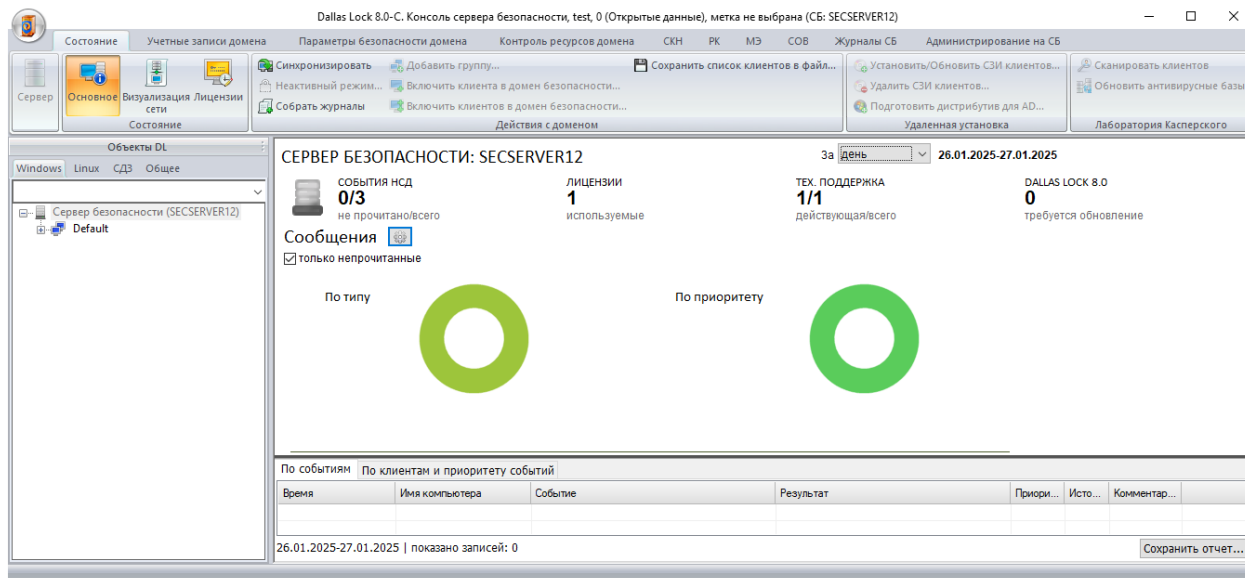 Dallas Lock 8.0-С. Консоль сервера безопасности, test, 0 (Открытые данные), метка не выбрана (СБ: SECSERVER12)
Состояние Учетные записи домена Параметры безопасности домена Контроль ресурсов домена СКН РК МЭ СОВ Журналы СБ Администрирование на СБ
Сервер
Основное
Визуализация сети
Лицензии
Состояние
Синхронизировать
Неактивный режим...
Собрать журналы
Добавить группу...
Включить клиента в домен безопасности...
Включить клиентов в домен безопасности...
Сохранить список клиентов в файл...
Действия с доменом
Установить/Обновить СЗИ клиентов...
Удалить СЗИ клиентов...
Подготовить дистрибутив для AD...
Удаленная установка
Сканировать клиентов
Обновить антивирусные базы
Лаборатория Касперского
Объекты DL
Windows Linux СДЗ Общее
Сервер безопасности (SECSERVER12)
Default
СЕРВЕР БЕЗОПАСНОСТИ: SECSERVER12
За день 26.01.2025-27.01.2025
СОБЫТИЯ НСД
0/3
не прочитано/всего
ЛИЦЕНЗИИ
1
используемые
ТЕХ. ПОДДЕРЖКА
1/1
действующая/всего
DALLAS LOCK 8.0
0
требуется обновление
Сообщения
только непрочитанные
По типу
По приоритету
По событиям По клиентам и приоритету событий
Время Имя компьютера Событие Результат Приори... Исто... Комментар...
26.01.2025-27.01.2025 | показано записей: 0
Сохранить отчет...